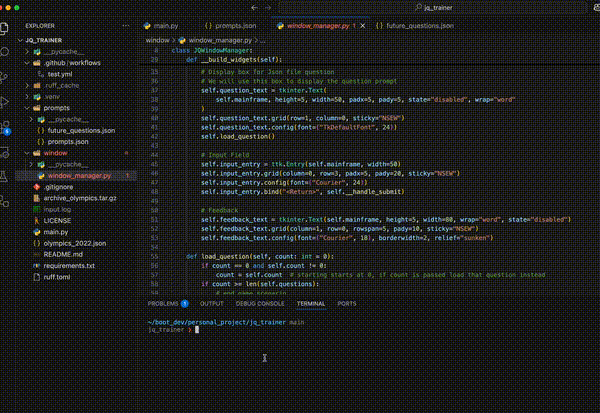 jq_trainer
EXPLORER
JQ_TRAINER
__pycache__
.github/workflows
test.yml
.ruff_cache
.venv
prompts
__pycache__
future_questions.json
prompts.json
window
__pycache__
window_manager.py 1
.gitignore
archive_olympics.tar.gz
input.log
LICENSE
main.py
olympics_2022.json
README.md
requirements.txt
ruff.toml
main.py
prompts.json
window_manager.py 1
future_questions.json
window > window_manager.py > ...
8 class JQWindowManager:
29 def __build_widgets(self):
35 # Display box for Json file question
36 # We will use this box to display the question prompt
37 self.question_text = tkinter.Text(
38 self.mainframe, height=5, width=50, padx=5, pady=5, state="disabled", wrap="word"
39 )
40 self.question_text.grid(row=1, column=0, sticky="NSEW")
41 self.question_text.config(font=("TkDefaultFont", 24))
42 self.load_question()
43
44 # Input Field
45 self.input_entry = ttk.Entry(self.mainframe, width=50)
46 self.input_entry.grid(column=0, row=3, padx=5, pady=20, sticky="NSEW")
47 self.input_entry.config(font=("Courier", 24))
48 self.input_entry.bind("<Return>", self.__handle_submit)
49
50 # Feedback
51 self.feedback_text = tkinter.Text(self.mainframe, height=5, width=80, wrap="word", state="disabled")
52 self.feedback_text.grid(column=1, row=0, rowspan=5, pady=10, sticky="NSEW")
53 self.feedback_text.config(font=("Courier", 18), borderwidth=2, relief="sunken")
54
55 def load_question(self, count: int = 0):
56 if count == 0 and self.count != 0:
57 count = self.count # starting starts at 0, if count is passed load that question instead
58 if count >= len(self.questions):
59 # end game scenario
PROBLEMS 1
OUTPUT
DEBUG CONSOLE
TERMINAL
PORTS
~/boot_dev/personal_project/jq_trainer main
jq_trainer ❯